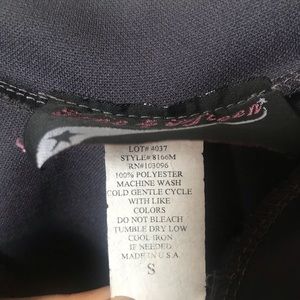 LOT# 4037
STYLE# 8166M
RN#103096
100% POLYESTER
MACHINE WASH
COLD GENTLE CYCLE
WITH LIKE
COLORS
DO NOT BLEACH
TUMBLE DRY LOW
COOL IRON
IF NEEDED
MADE IN U.S.A.
S